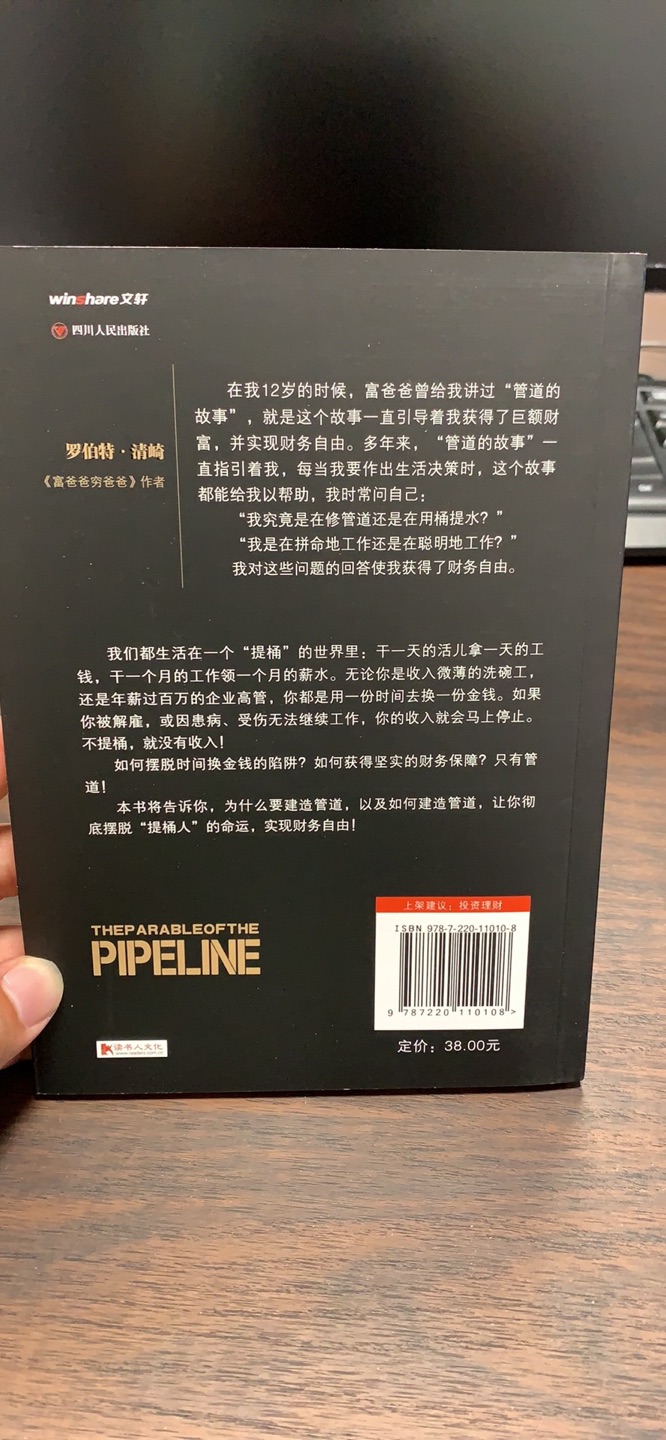 winshare文轩
四川人民出版社
罗伯特·清崎
《富爸爸穷爸爸》作者
在我12岁的时候，富爸爸曾给我讲过“管道的
故事”，就是这个故事一直引导着我获得了巨额财
富，并实现财务自由。多年来，“管道的故事”一
直指引着我，每当我要作出生活决策时，这个故事
都能给我以帮助，我时常问自己：
“我究竟是在修管道还是在用桶提水？”
“我是在拼命地工作还是在聪明地工作？”
我对这些问题的回答使我获得了财务自由。
我们都生活在一个“提桶”的世界里：干一天的活儿拿一天的工
钱，干一个月的工作领一个月的薪水。无论你是收入微薄的洗碗工，
还是年薪过百万的企业高管，你都是用一份时间去换一份金钱。如果
你被解雇，或因患病、受伤无法继续工作，你的收入就会马上停止。
不提桶，就没有收入！
如何摆脱时间换金钱的陷阱？如何获得坚实的财务保障？只有管
道！
本书将告诉你，为什么要建造管道，以及如何建造管道，让你彻
底摆脱“提桶人”的命运，实现财务自由！
THEPARABLEOFTHE
PIPELINE
读书人文化
www.readers.com.cn
上架建议：投资理财
ISBN 978-7-220-11010-8
9 787220 110108 >
定价：38.00元